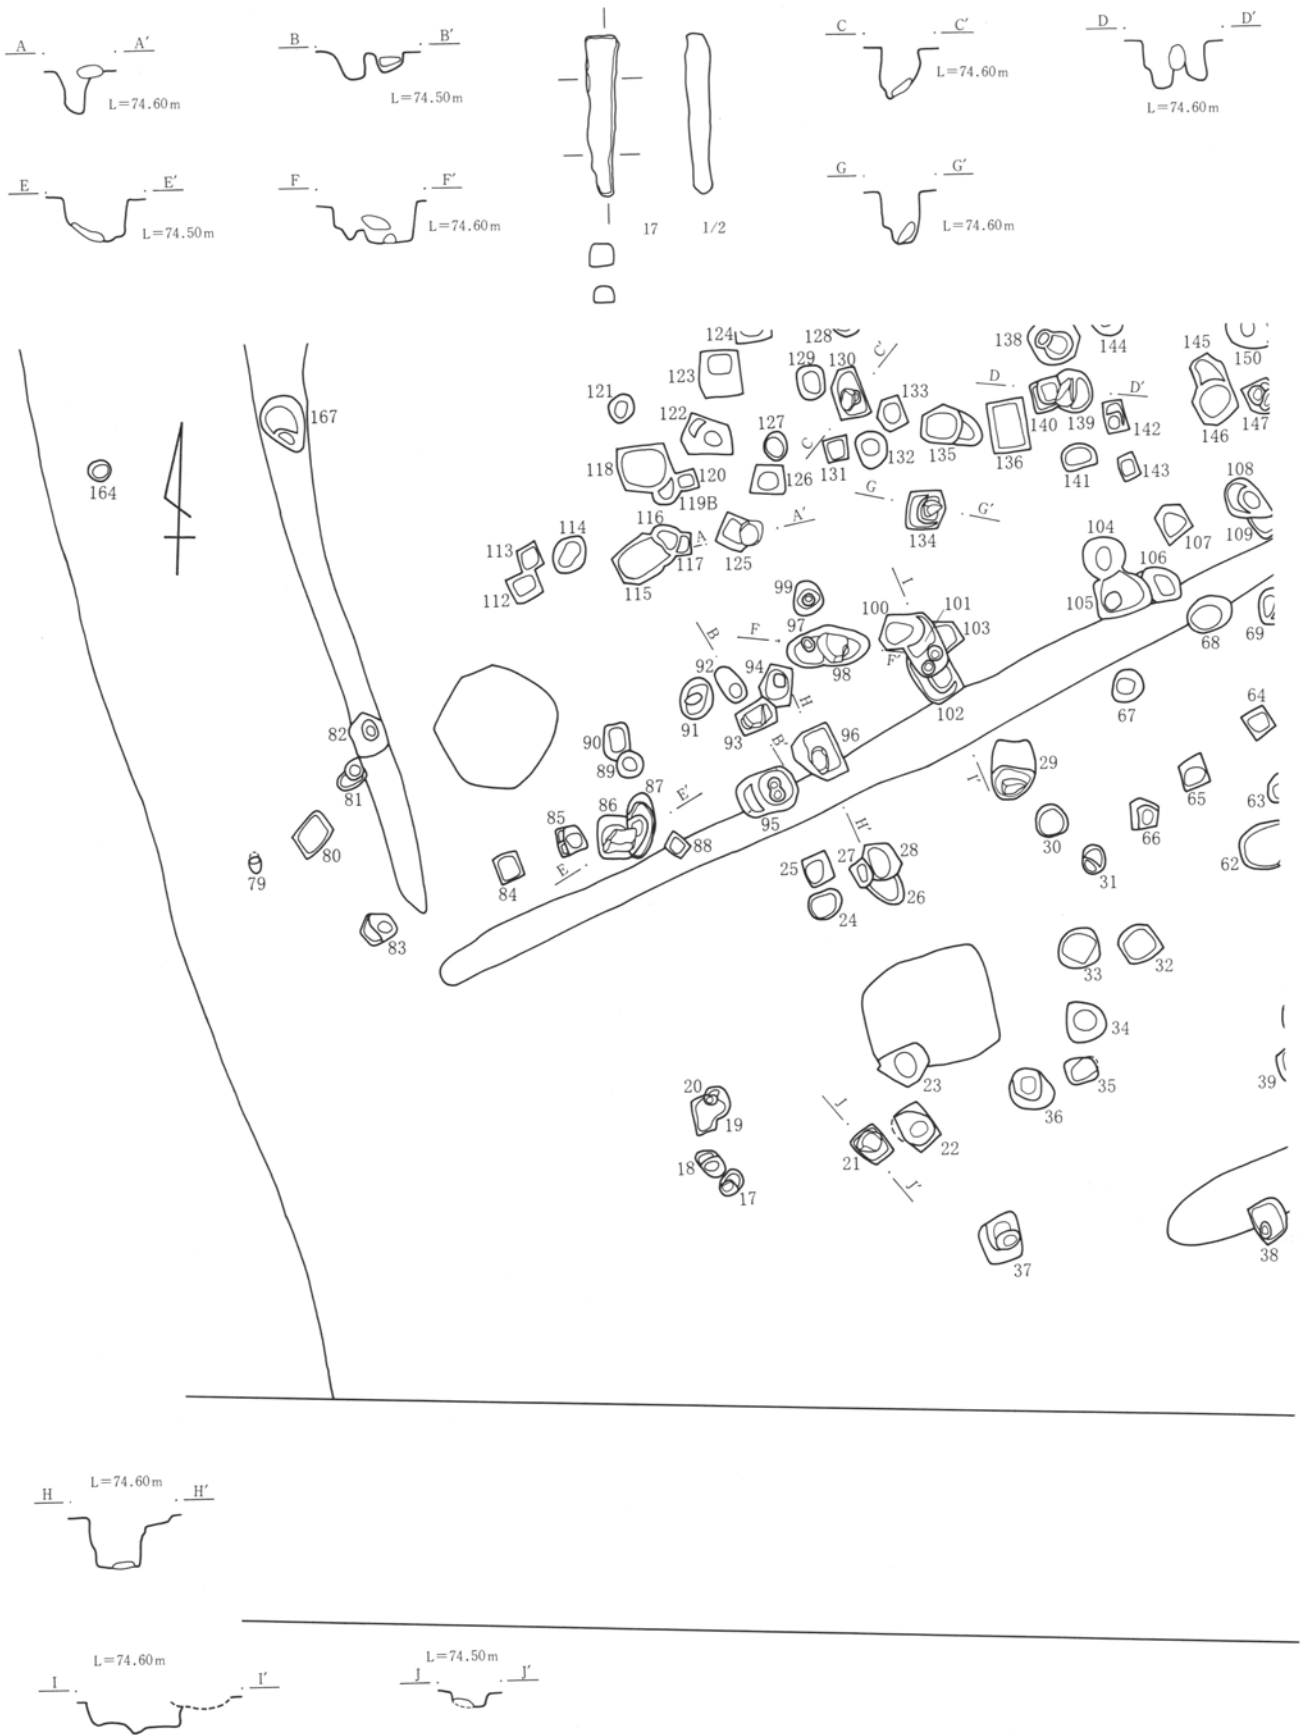 A A′ B B′ C C′ D D′
L=74.60m L=74.50m L=74.60m L=74.60m
E E′ F F′ G G′
L=74.50m L=74.60m 17 1/2 L=74.60m
124 128 138 144 145 150
123 129 130 C′ D
121 133 D′
167 122 127 140 139 142 146 147
118 C 131 132 135 136 141
164 120 126 143 108
119B G G′
116 A′ 134 104 107 109
113 114 A
117 125 106
112 115 99 I 105
B F 97 100 101 103 68 69
92 94 98 F′
91 H 102 67 64
82 90 93 B′ 96 29
89 I′ 65
81 87 E′ 95 63
85 86 66
80 88 H′ 30
79 E 25 27 28 31 62
84 24 26
83 33 32
34
23 35 39
20 36
19 J
18 21 22
17 J′
37 38
L=74.60m
H H′
L=74.60m L=74.50m
I I′ J J′